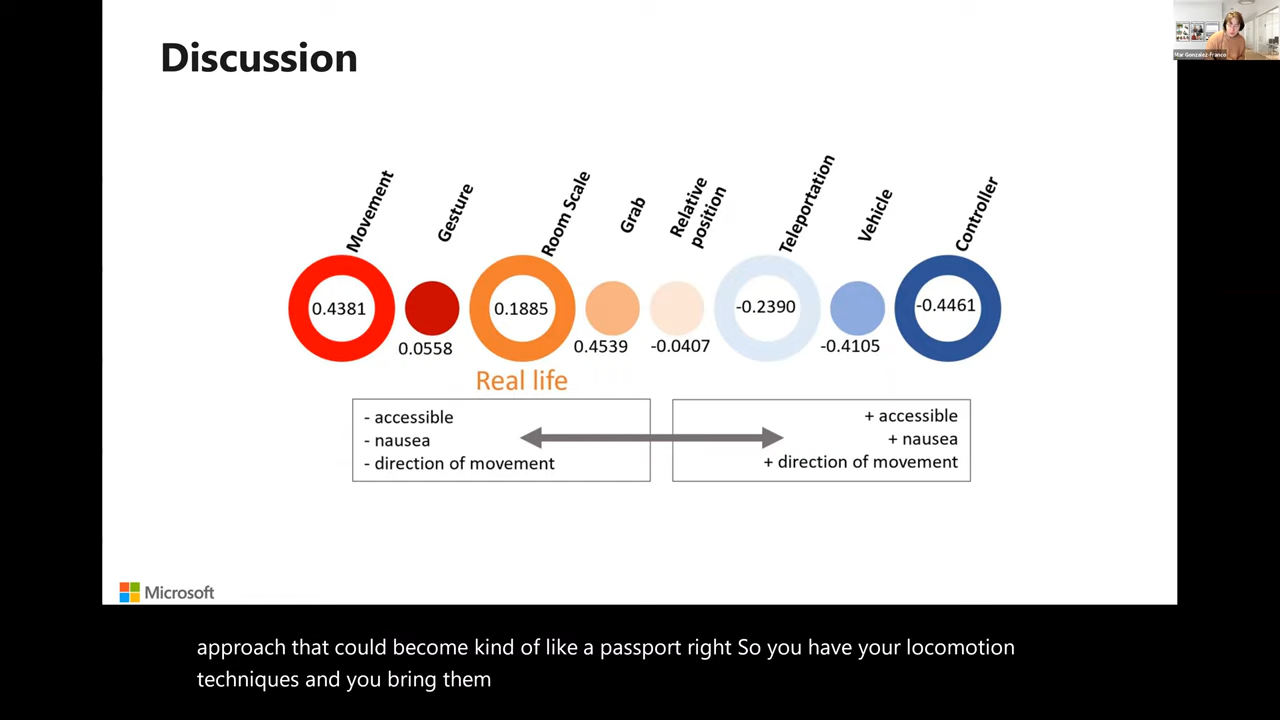 Discussion
Mar Gonzalez Franco
Movement
Gesture
Room Scale
Grab
Relative
position
Teleportation
Vehicle
Controller
0.4381
0.0558
0.1885
0.4539
-0.0407
-0.2390
-0.4105
-0.4461
Real life
- accessible
- nausea
- direction of movement
+ accessible
+ nausea
+ direction of movement
Microsoft
approach that could become kind of like a passport right So you have your locomotion
techniques and you bring them